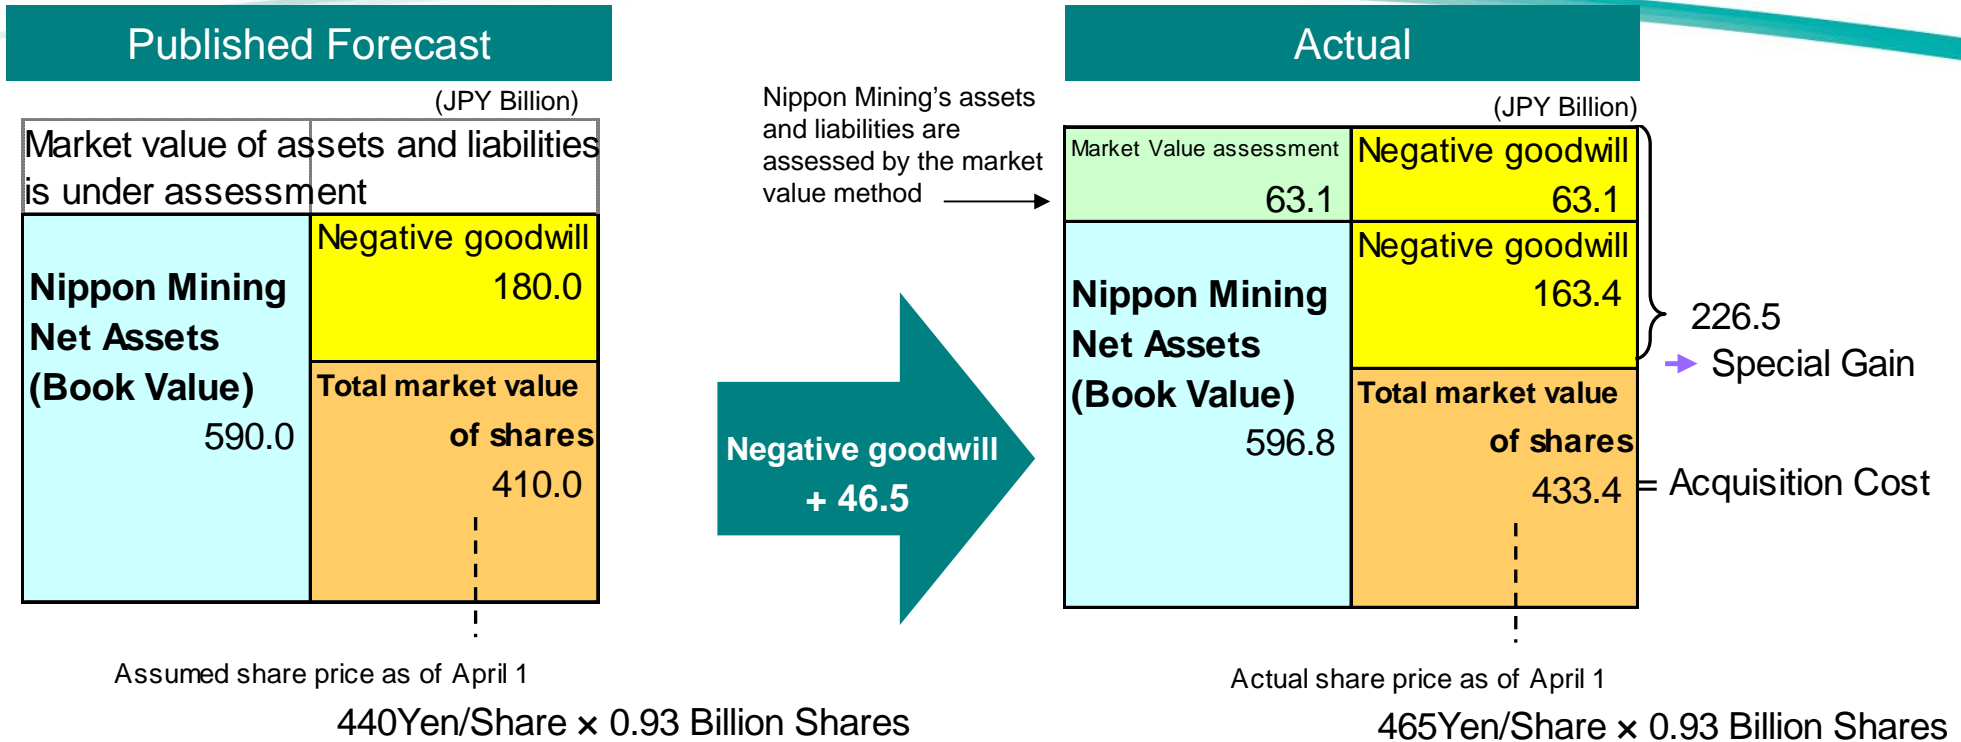 Published Forecast
(JPY Billion)
Market value of assets and liabilities
is under assessment
Nippon Mining
Net Assets
(Book Value)
590.0
Negative goodwill
180.0
Total market value
of shares
410.0
Assumed share price as of April 1
440Yen/Share × 0.93 Billion Shares
Negative goodwill
+ 46.5
Nippon Mining's assets
and liabilities are
assessed by the market
value method
Actual
(JPY Billion)
Market Value assessment
63.1
Negative goodwill
63.1
Nippon Mining
Net Assets
(Book Value)
596.8
Negative goodwill
163.4
Total market value
of shares
433.4
226.5
Special Gain
= Acquisition Cost
Actual share price as of April 1
465Yen/Share × 0.93 Billion Shares